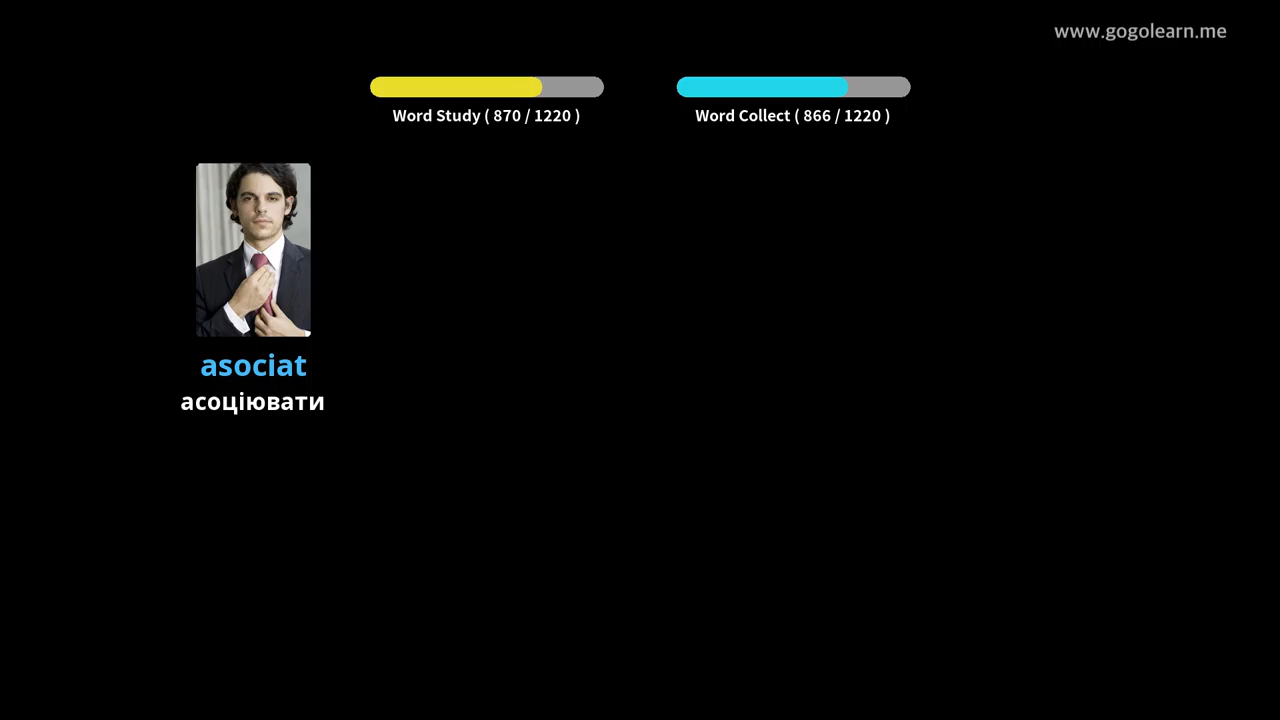 www.gogolearn.me
Word Study ( 870 / 1220 )
Word Collect ( 866 / 1220 )
asociat
асоціювати